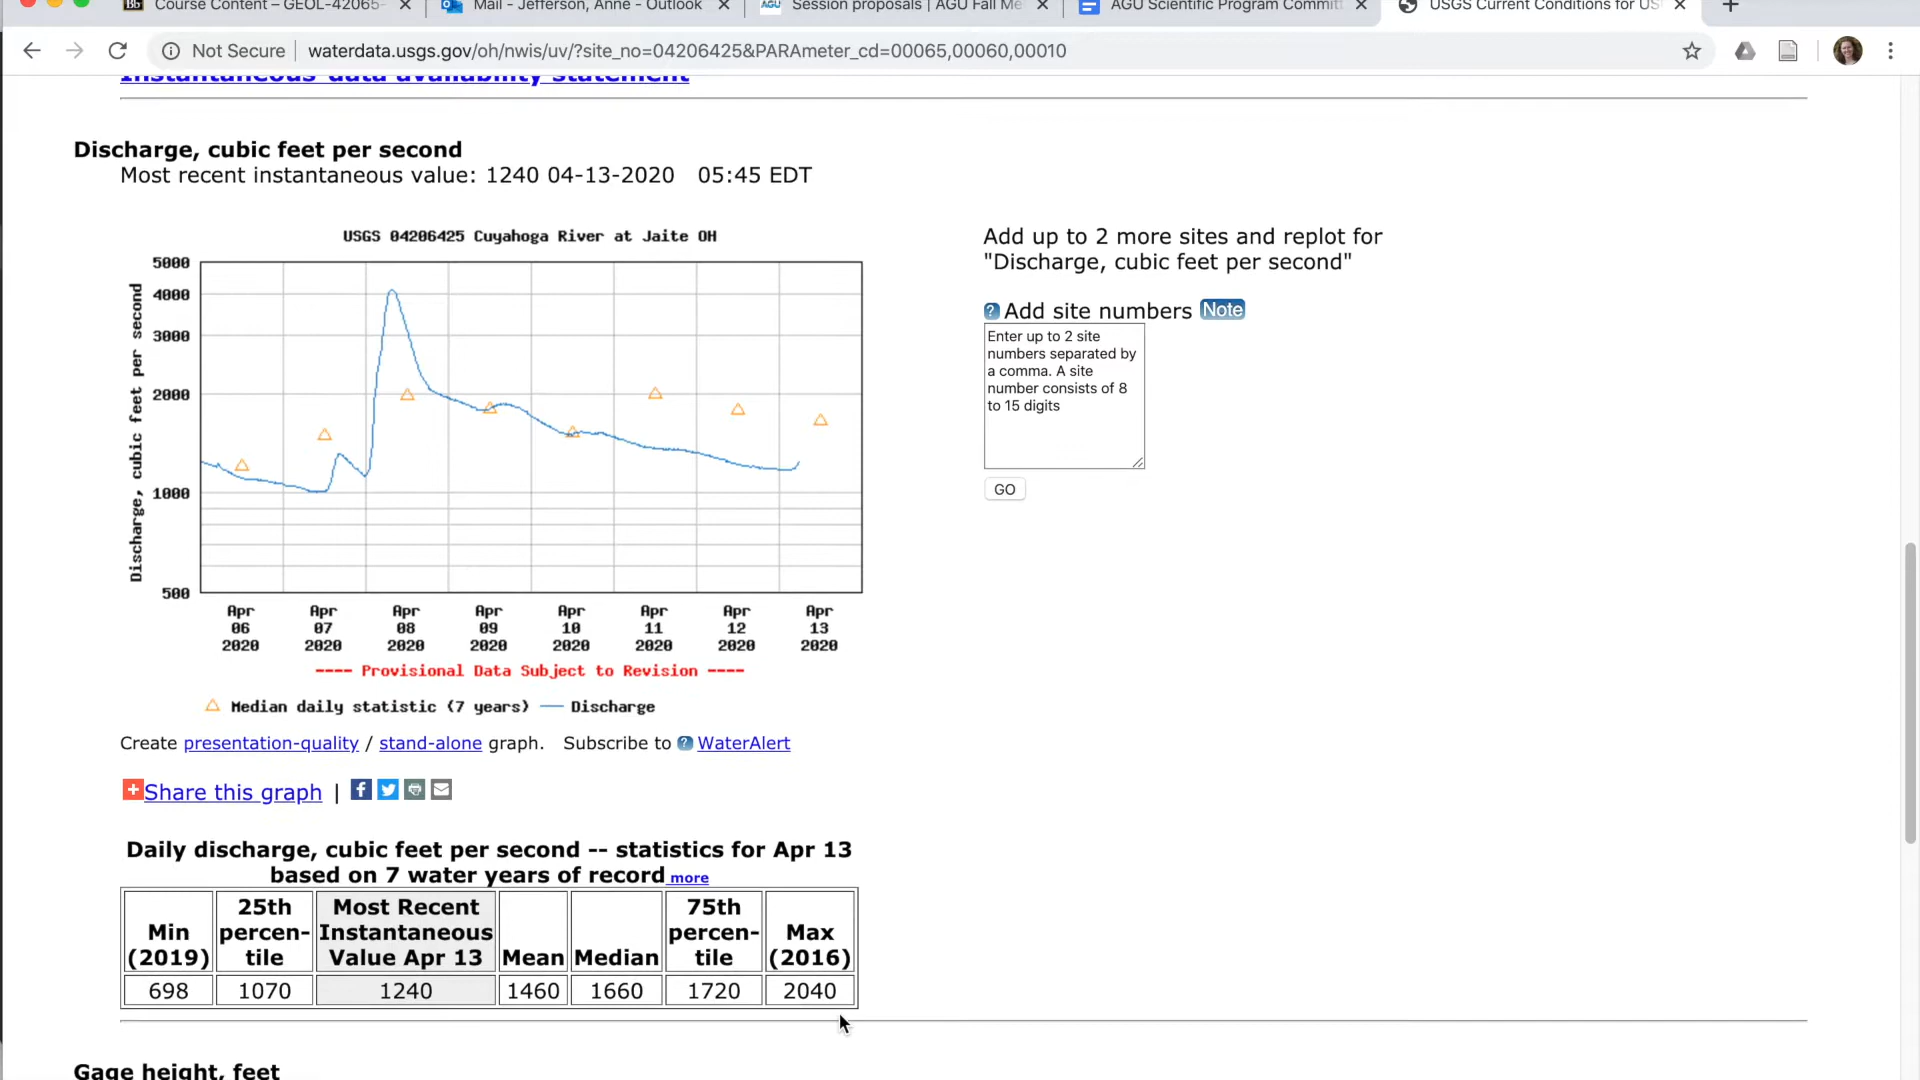 Course Content – GEOL-42065-
Mail - Jefferson, Anne - Outlook
AGU Session proposals | AGU Fall Me
AGU Scientific Program Committ
USGS Current Conditions for US
Not Secure waterdata.usgs.gov/oh/nwis/uv/?site_no=04206425&PARAmeter_cd=00065,00060,00010
Instantaneous-data availability statement
Discharge, cubic feet per second
Most recent instantaneous value: 1240 04-13-2020 05:45 EDT
USGS 04206425 Cuyahoga River at Jaite OH
Discharge, cubic feet per second
5000
4000
3000
2000
1000
500
Apr Apr Apr Apr Apr Apr Apr Apr
06 07 08 09 10 11 12 13
2020 2020 2020 2020 2020 2020 2020 2020
---- Provisional Data Subject to Revision ----
△ Median daily statistic (7 years) — Discharge
Create presentation-quality / stand-alone graph. Subscribe to ? WaterAlert
+Share this graph |
Add up to 2 more sites and replot for
"Discharge, cubic feet per second"
? Add site numbers Note
Enter up to 2 site
numbers separated by
a comma. A site
number consists of 8
to 15 digits
GO
Daily discharge, cubic feet per second -- statistics for Apr 13
based on 7 water years of record more
25th Most Recent 75th
Min percen- Instantaneous percen- Max
(2019) tile Value Apr 13 Mean Median tile (2016)
698 1070 1240 1460 1660 1720 2040
Gage height, feet